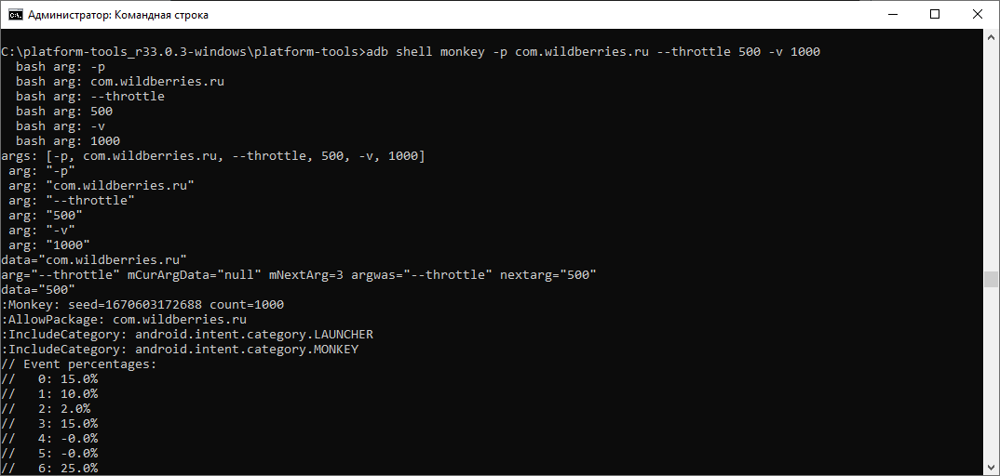 Администратор: Командная строка
C:\platform-tools_r33.0.3-windows\platform-tools>adb shell monkey -p com.wildberries.ru --throttle 500 -v 1000
  bash arg: -p
  bash arg: com.wildberries.ru
  bash arg: --throttle
  bash arg: 500
  bash arg: -v
  bash arg: 1000
args: [-p, com.wildberries.ru, --throttle, 500, -v, 1000]
 arg: "-p"
 arg: "com.wildberries.ru"
 arg: "--throttle"
 arg: "500"
 arg: "-v"
 arg: "1000"
data="com.wildberries.ru"
arg="--throttle" mCurArgData="null" mNextArg=3 argwas="--throttle" nextarg="500"
data="500"
:Monkey: seed=1670603172688 count=1000
:AllowPackage: com.wildberries.ru
:IncludeCategory: android.intent.category.LAUNCHER
:IncludeCategory: android.intent.category.MONKEY
// Event percentages:
//   0: 15.0%
//   1: 10.0%
//   2: 2.0%
//   3: 15.0%
//   4: -0.0%
//   5: -0.0%
//   6: 25.0%